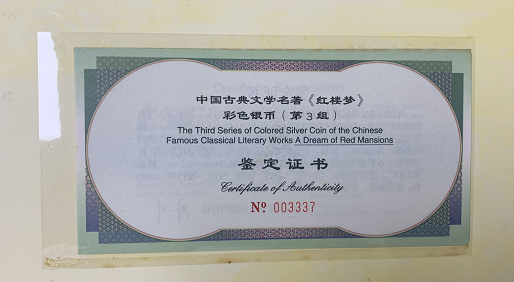 中国古典文学名著《红楼梦》
彩色银币（第3组）
The Third Series of Colored Silver Coin of the Chinese
Famous Classical Literary Works A Dream of Red Mansions
鉴定证书
Certificate of Authenticity
Nº 003337